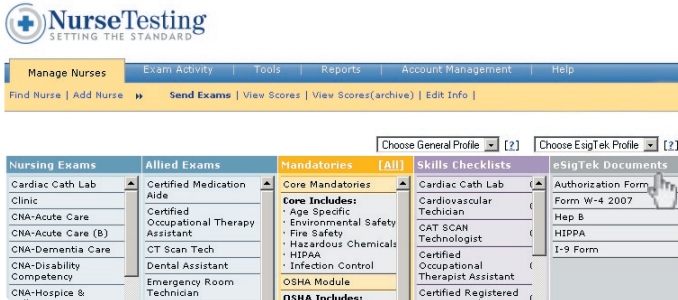 NurseTesting
SETTING THE STANDARD
Manage Nurses | Exam Activity | Tools | Reports | Account Management | Help
Find Nurse | Add Nurse Send Exams | View Scores | View Scores(archive) | Edit Info |
Choose General Profile [?] Choose EsigTek Profile [?]
Nursing Exams
Cardiac Cath Lab
Clinic
CNA-Acute Care
CNA-Acute Care (B)
CNA-Dementia Care
CNA-Disability
Competency
CNA-Hospice &
Allied Exams
Certified Medication
Aide
Certified
Occupational Therapy
Assistant
CT Scan Tech
Dental Assistant
Emergency Room
Technician
Mandatories [All]
Core Mandatories
Core Includes:
· Age Specific
· Environmental Safety
· Fire Safety
· Hazardous Chemicals
· HIPAA
· Infection Control
OSHA Module
OSHA Includes:
Skills Checklists
Cardiac Cath Lab
Cardiovascular
Techician
CAT SCAN
Technologist
Certified
Occupational
Therapist Assistant
Certified Registered
eSigTek Documents
Authorization Form
Form W-4 2007
Hep B
HIPPA
I-9 Form